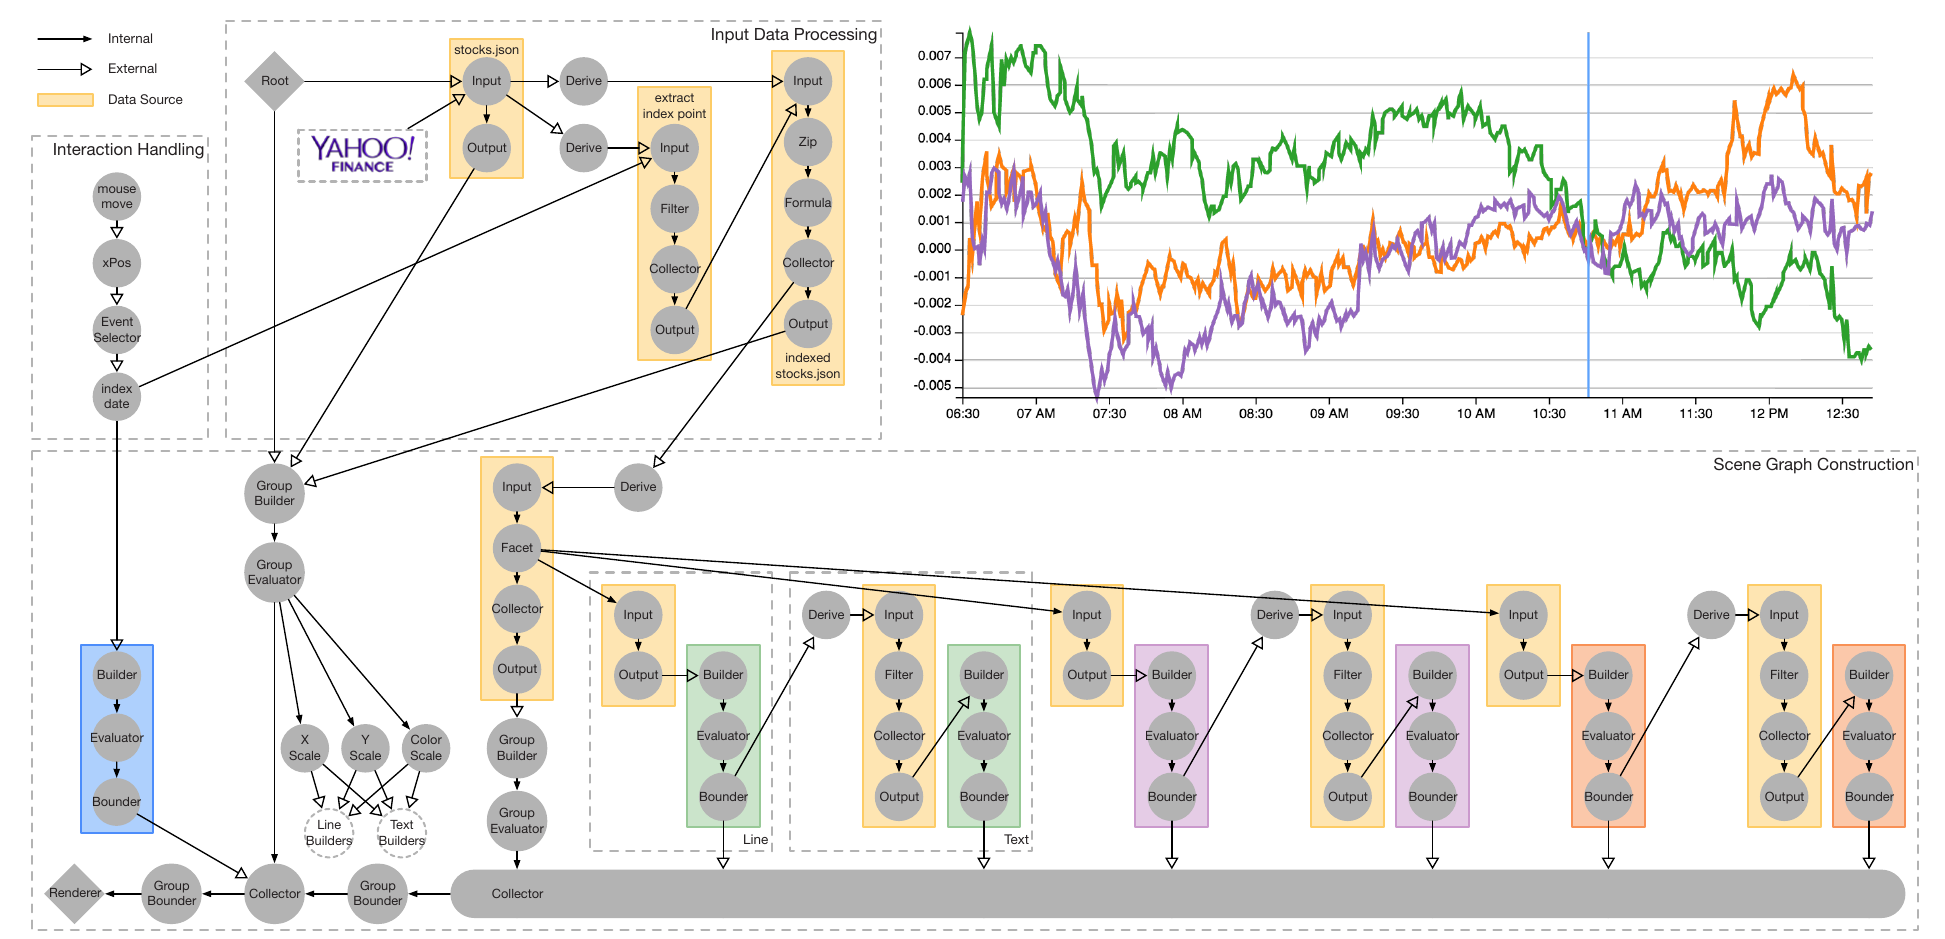 Internal
External
Data Source
Interaction Handling
mouse
move
xPos
Event
Selector
index
date
Input Data Processing
Root
YAHOO!
FINANCE
stocks.json
Input
Output
Derive
Derive
extract
index point
Input
Filter
Collector
Output
Input
Zip
Formula
Collector
Output
indexed
stocks.json
0.007
0.006
0.005
0.004
0.003
0.002
0.001
0.000
-0.001
-0.002
-0.003
-0.004
-0.005
06:30
07 AM
07:30
08 AM
08:30
09 AM
09:30
10 AM
10:30
11 AM
11:30
12 PM
12:30
Scene Graph Construction
Builder
Evaluator
Bounder
Group
Builder
Group
Evaluator
X
Scale
Y
Scale
Color
Scale
Line
Builders
Text
Builders
Derive
Input
Facet
Collector
Output
Group
Builder
Group
Evaluator
Input
Output
Builder
Evaluator
Bounder
Line
Derive
Input
Filter
Collector
Output
Builder
Evaluator
Bounder
Text
Input
Output
Builder
Evaluator
Bounder
Derive
Input
Filter
Collector
Output
Builder
Evaluator
Bounder
Input
Output
Builder
Evaluator
Bounder
Derive
Input
Filter
Collector
Output
Builder
Evaluator
Bounder
Renderer
Group
Bounder
Collector
Group
Bounder
Collector